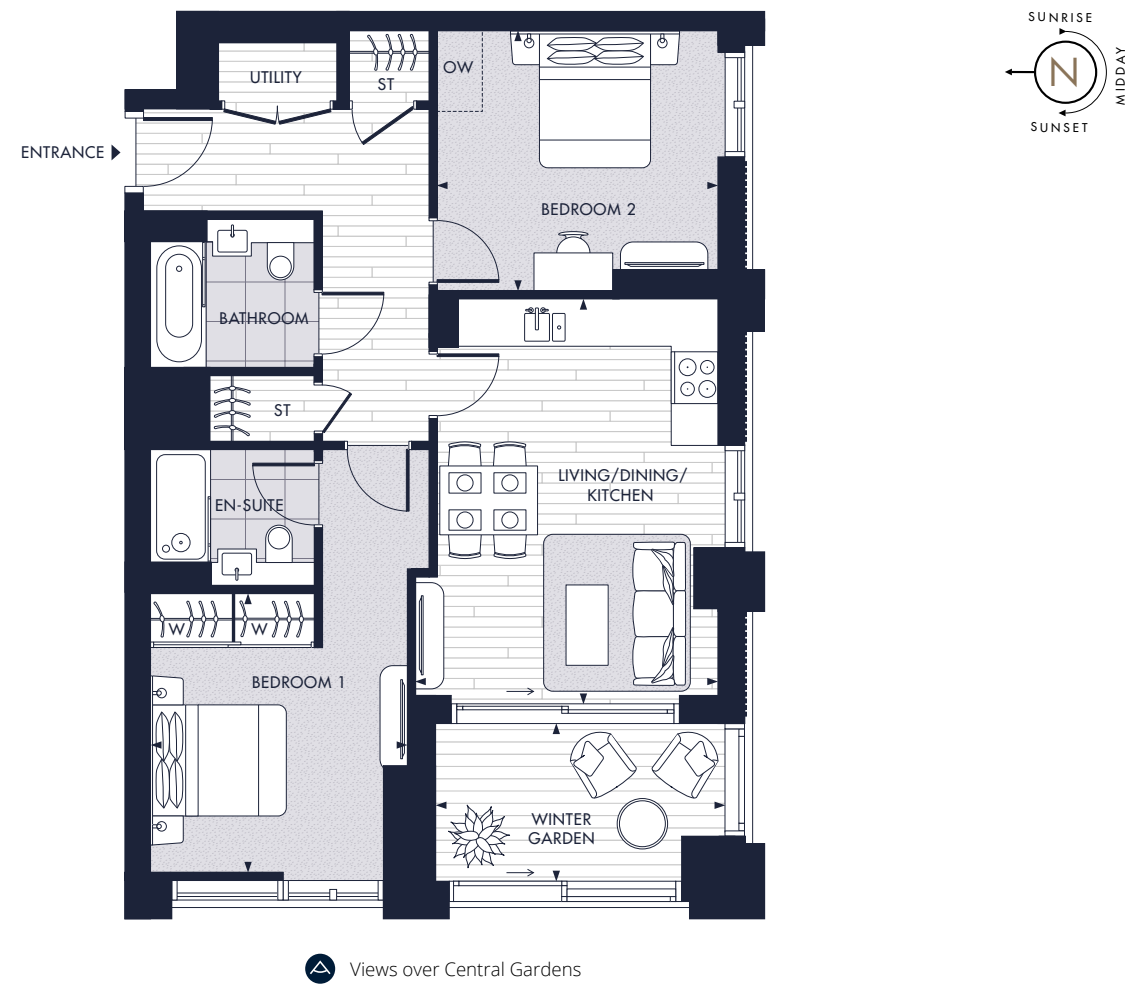 SUNRISE
N
MIDDAY
SUNSET
UTILITY
ST
OW
ENTRANCE
BEDROOM 2
BATHROOM
ST
LIVING/DINING/
KITCHEN
EN-SUITE
W
W
BEDROOM 1
WINTER
GARDEN
Views over Central Gardens